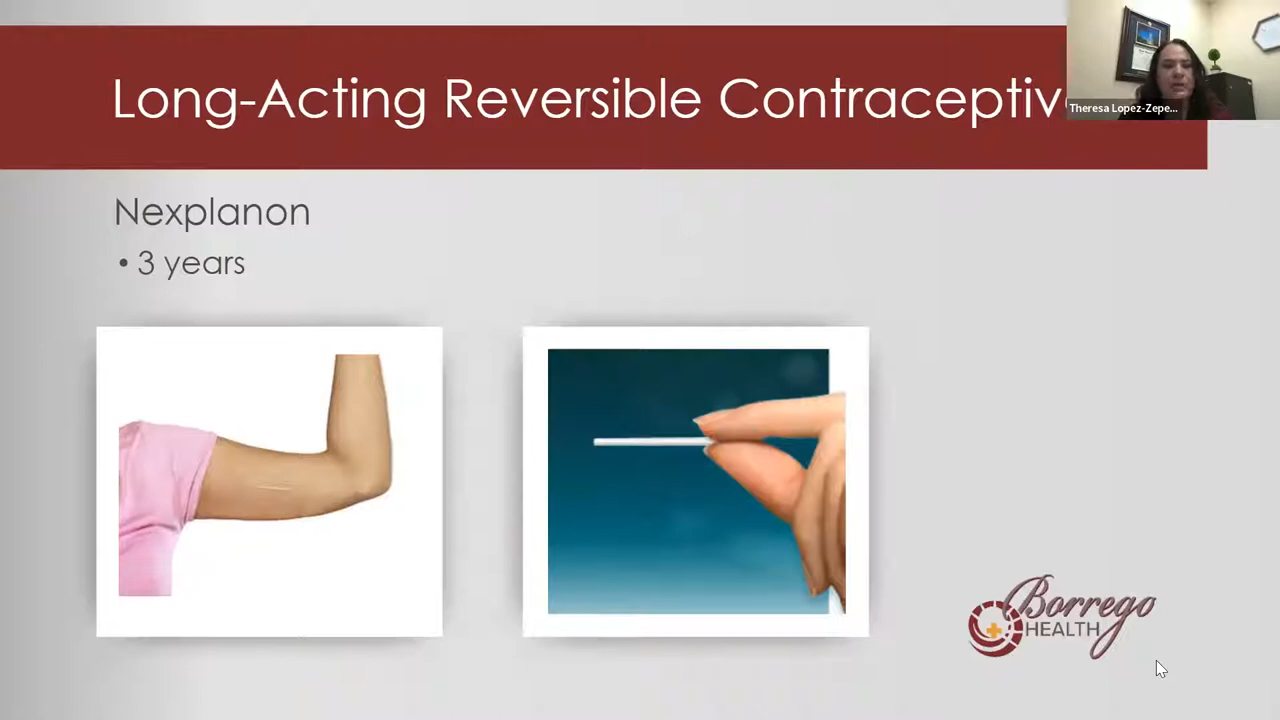 Long-Acting Reversible Contraceptiv
Theresa Lopez-Zepe...
Nexplanon
• 3 years
Borrego
HEALTH